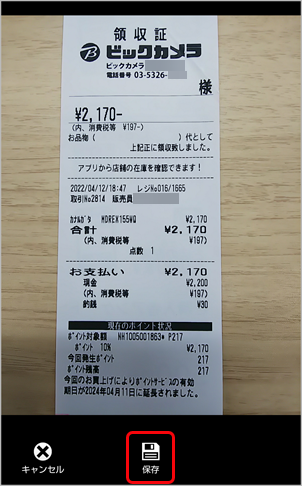 領収証
ビックカメラ
ビックカメラ
電話番号 03-5326-
様
¥2,170-
(内、消費税等 ¥197-)
お品物( )代として
上記正に領収致しました。
アプリから店舗の在庫を確認できます!
2022/04/12/18:47 レジNo016/1665
取引No2814 販売員
ｶﾅﾙｶﾞﾀ MDREX155WQ ¥2,170
合計 ¥2,170
(内、消費税等 ¥197)
点数 1
お支払い ¥2,170
現金 ¥2,200
(内、消費税等 ¥197)
釣銭 ¥30
現在のポイント状況
ﾎﾟｲﾝﾄ対象額 NH1005001863* P217
ﾎﾟｲﾝﾄ 10% ¥2,170
今回発生ﾎﾟｲﾝﾄ 217
ﾎﾟｲﾝﾄ残高 217
今回のお買上げによりﾎﾟｲﾝﾄｻｰﾋﾞｽの有効
期日が2024年04月11日に延長されました。
キャンセル
保存